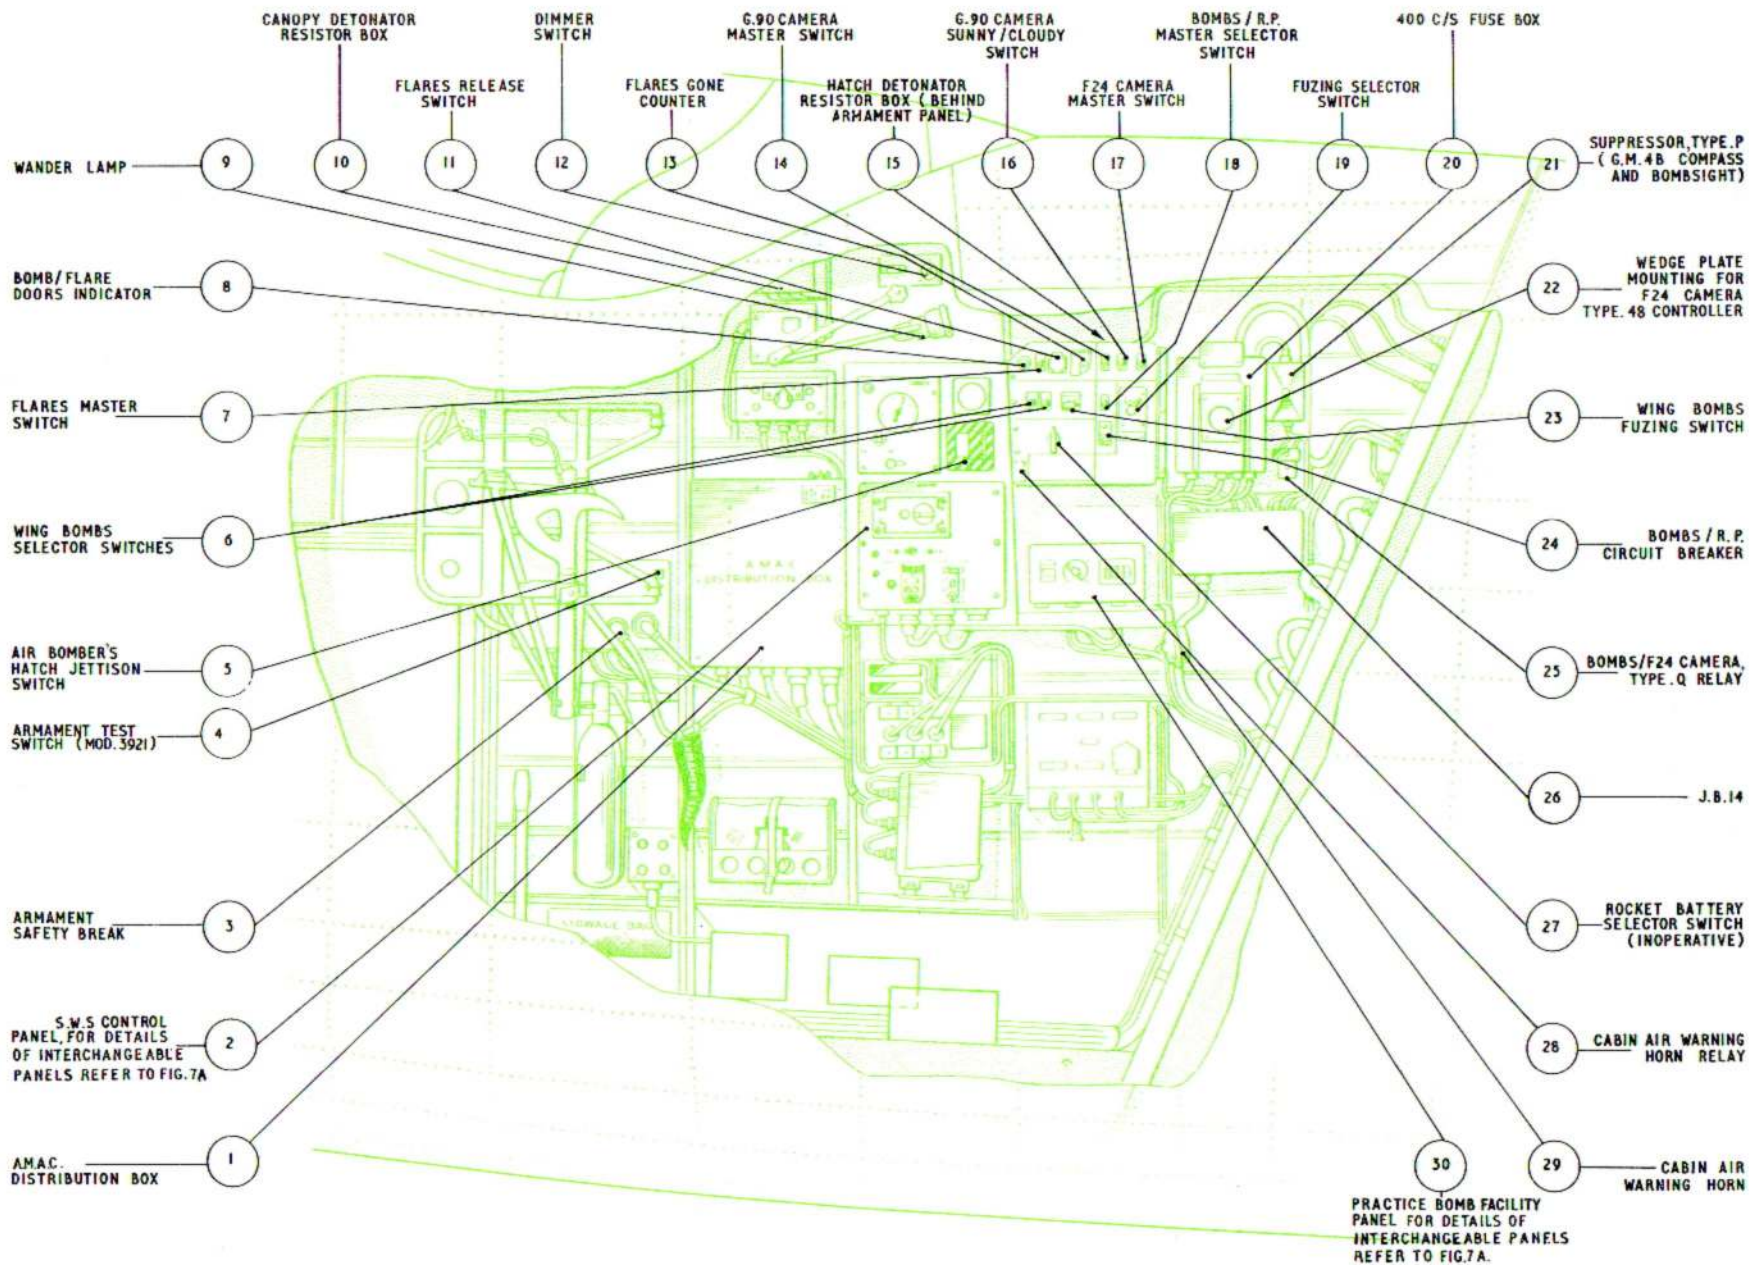 CANOPY DETONATOR
RESISTOR BOX
DIMMER
SWITCH
G.90 CAMERA
MASTER SWITCH
G.90 CAMERA
SUNNY/CLOUDY
SWITCH
BOMBS / R.P.
MASTER SELECTOR
SWITCH
400 C/S FUSE BOX
FLARES RELEASE
SWITCH
FLARES GONE
COUNTER
HATCH DETONATOR
RESISTOR BOX (BEHIND
ARMAMENT PANEL)
F24 CAMERA
MASTER SWITCH
FUZING SELECTOR
SWITCH
WANDER LAMP
9
10
11
12
13
14
15
16
17
18
19
20
21
SUPPRESSOR, TYPE.P
( G.M.4B COMPASS
AND BOMBSIGHT)
BOMB/FLARE
DOORS INDICATOR
8
22
WEDGE PLATE
MOUNTING FOR
F24 CAMERA
TYPE. 48 CONTROLLER
FLARES MASTER
SWITCH
7
23
WING BOMBS
FUZING SWITCH
WING BOMBS
SELECTOR SWITCHES
6
24
BOMBS / R.P.
CIRCUIT BREAKER
A.M.A.C
DISTRIBUTION BOX
AIR BOMBER'S
HATCH JETTISON
SWITCH
5
25
BOMBS/F24 CAMERA,
TYPE.Q RELAY
ARMAMENT TEST
SWITCH (MOD.3921)
4
26
J.B.14
ARMAMENT
SAFETY BREAK
3
STOWAGE BAG
27
ROCKET BATTERY
SELECTOR SWITCH
(INOPERATIVE)
S.W.S CONTROL
PANEL, FOR DETAILS
OF INTERCHANGEABLE
PANELS REFER TO FIG.7A
2
28
CABIN AIR WARNING
HORN RELAY
A.M.A.C.
DISTRIBUTION BOX
1
30
29
CABIN AIR
WARNING HORN
PRACTICE BOMB FACILITY
PANEL FOR DETAILS OF
INTERCHANGEABLE PANELS
REFER TO FIG.7A.